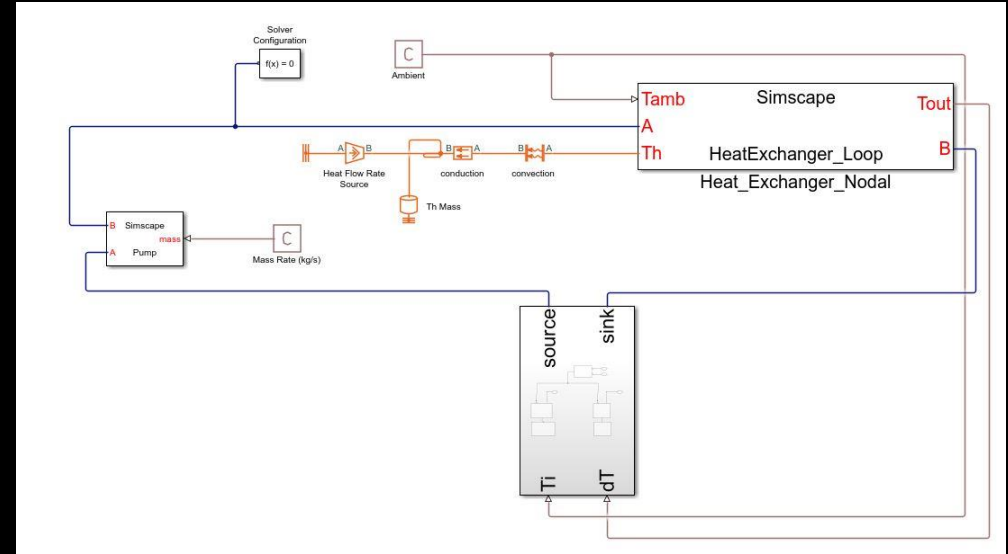 Solver
Configuration
f(x) = 0
C
Ambient
Tamb
Simscape
Tout
A
Th
HeatExchanger_Loop
B
Heat_Exchanger_Nodal
A
B
Heat Flow Rate
Source
B
A
conduction
B
A
convection
Th Mass
B
Simscape
mass
A
Pump
C
Mass Rate (kg/s)
source
sink
Ti
dT